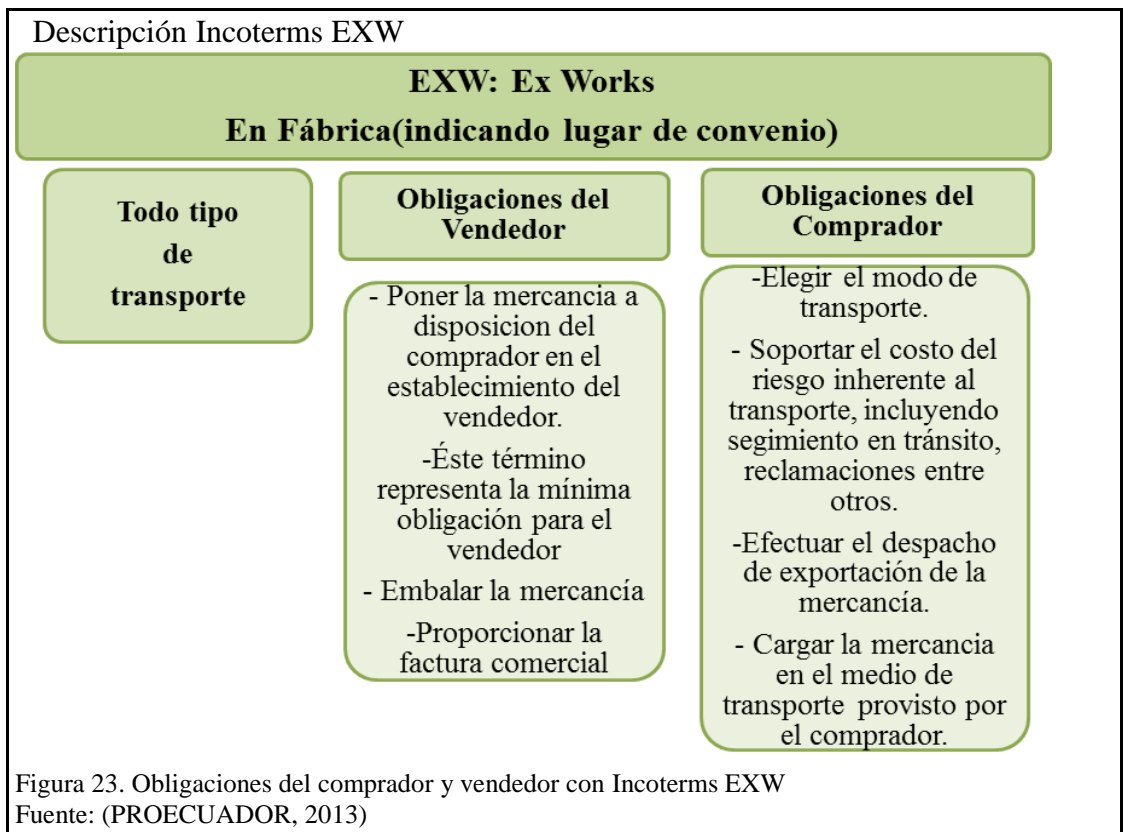 Descripción Incoterms EXW
EXW: Ex Works
En Fábrica(indicando lugar de convenio)
Todo tipo
de
transporte
Obligaciones del
Vendedor
- Poner la mercancia a
disposicion del
comprador en el
establecimiento del
vendedor.
-Éste término
representa la mínima
obligación para el
vendedor
- Embalar la mercancía
-Proporcionar la
factura comercial
Obligaciones del
Comprador
-Elegir el modo de
transporte.
- Soportar el costo del
riesgo inherente al
transporte, incluyendo
segimiento en tránsito,
reclamaciones entre
otros.
-Efectuar el despacho
de exportación de la
mercancía.
- Cargar la mercancia
en el medio de
transporte provisto por
el comprador.
Figura 23. Obligaciones del comprador y vendedor con Incoterms EXW
Fuente: (PROECUADOR, 2013)